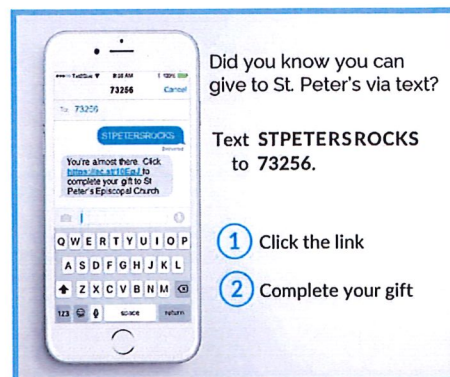 73256
Cancel
To 73256
STPETERSROCKS
Delivered
You're almost there. Click
to
complete your gift to St
Peter's Episcopal Church
Q W E R T Y U I O P
A S D F G H J K L
Z X C V B N M
123
space
return
Did you know you can
give to St. Peter's via text?
Text STPETERSROCKS
to 73256.
1 Click the link
2 Complete your gift